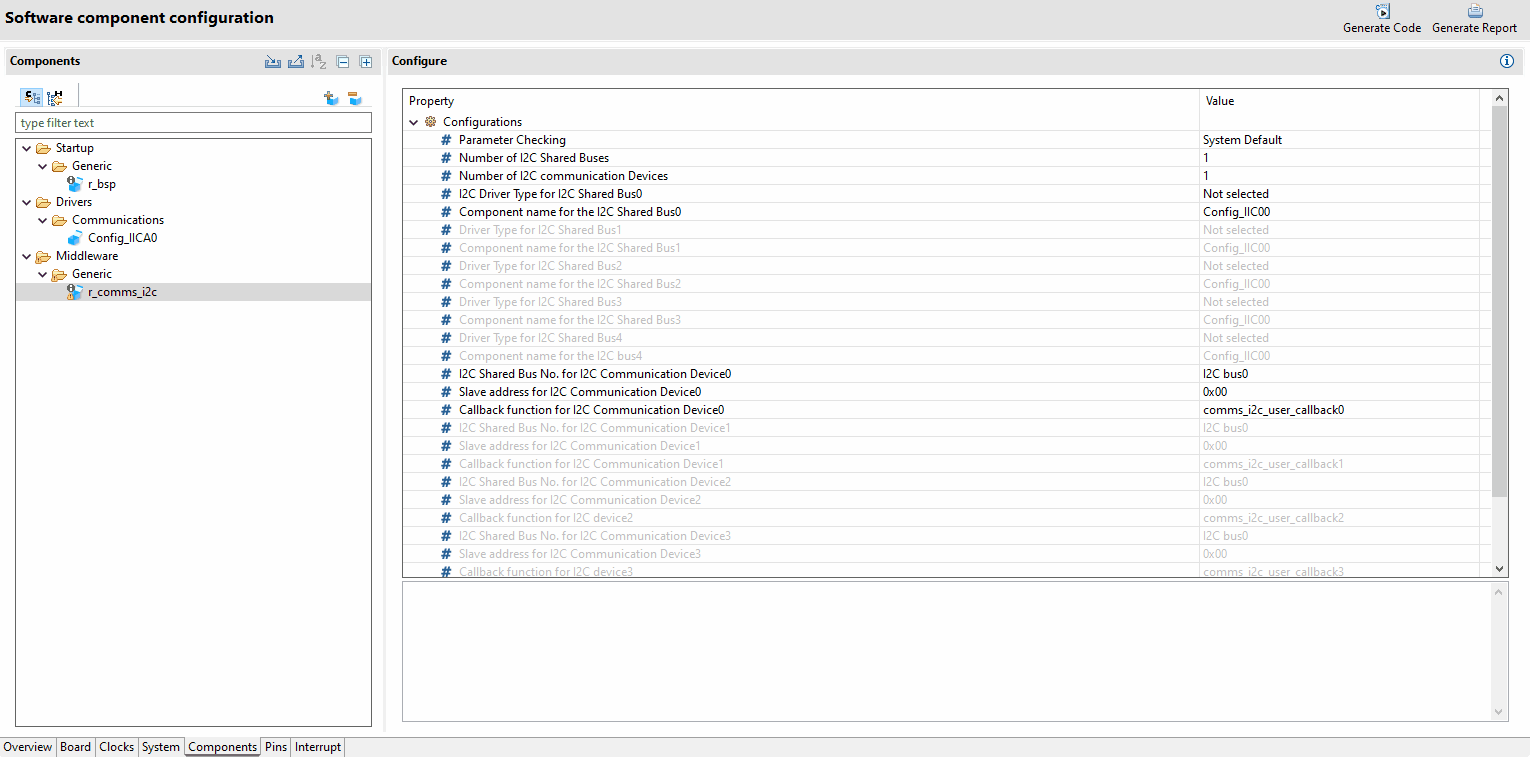 Software component configuration
Generate Code Generate Report
Components
Configure
type filter text
Startup
Generic
r_bsp
Drivers
Communications
Config_IICA0
Middleware
Generic
r_comms_i2c
Property Value
Configurations
# Parameter Checking System Default
# Number of I2C Shared Buses 1
# Number of I2C communication Devices 1
# I2C Driver Type for I2C Shared Bus0 Not selected
# Component name for the I2C Shared Bus0 Config_IIC00
# Driver Type for I2C Shared Bus1 Not selected
# Component name for the I2C Shared Bus1 Config_IIC00
# Driver Type for I2C Shared Bus2 Not selected
# Component name for the I2C Shared Bus2 Config_IIC00
# Driver Type for I2C Shared Bus3 Not selected
# Component name for the I2C Shared Bus3 Config_IIC00
# Driver Type for I2C Shared Bus4 Not selected
# Component name for the I2C bus4 Config_IIC00
# I2C Shared Bus No. for I2C Communication Device0 I2C bus0
# Slave address for I2C Communication Device0 0x00
# Callback function for I2C Communication Device0 comms_i2c_user_callback0
# I2C Shared Bus No. for I2C Communication Device1 I2C bus0
# Slave address for I2C Communication Device1 0x00
# Callback function for I2C Communication Device1 comms_i2c_user_callback1
# I2C Shared Bus No. for I2C Communication Device2 I2C bus0
# Slave address for I2C Communication Device2 0x00
# Callback function for I2C device2 comms_i2c_user_callback2
# I2C Shared Bus No. for I2C Communication Device3 I2C bus0
# Slave address for I2C Communication Device3 0x00
# Callback function for I2C device3 comms_i2c_user_callback3
Overview Board Clocks System Components Pins Interrupt